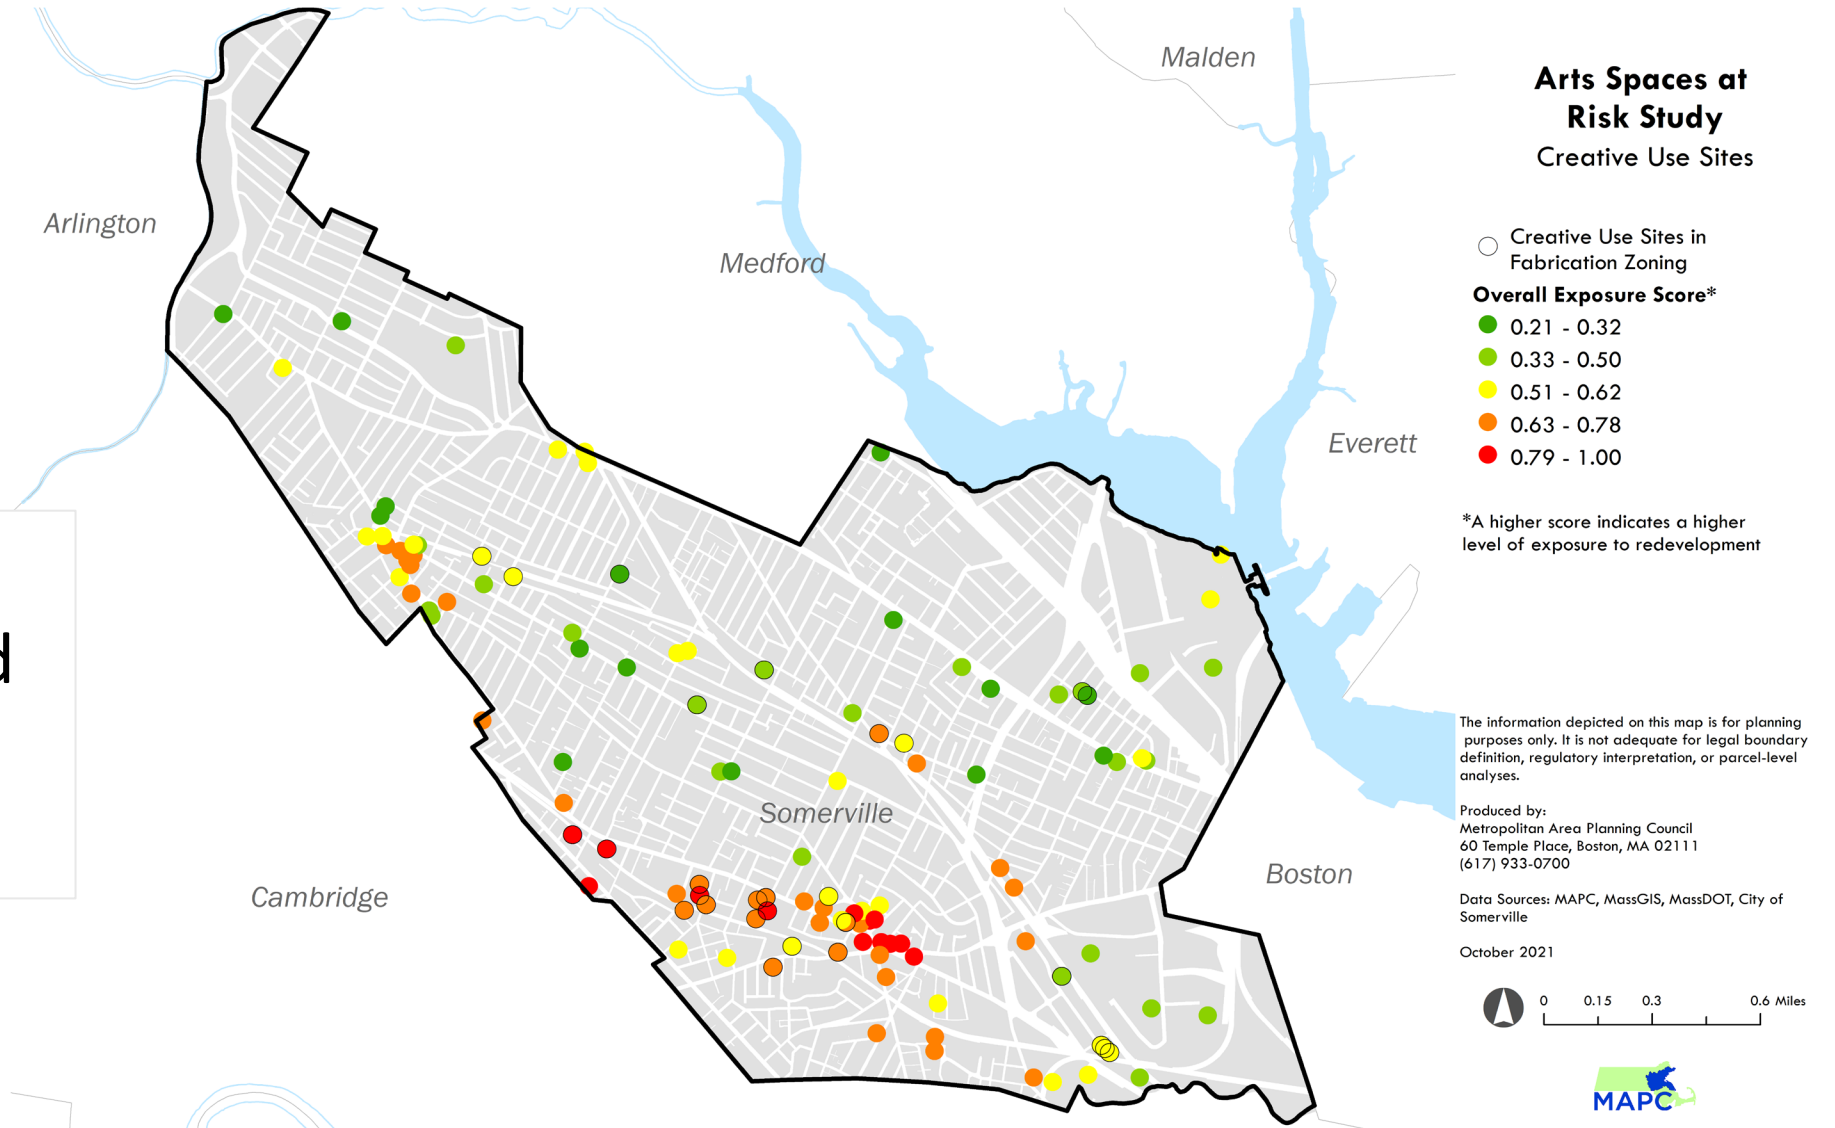 Arts Spaces at
Risk Study
Creative Use Sites
Creative Use Sites in
Fabrication Zoning
Overall Exposure Score*
0.21 - 0.32
0.33 - 0.50
0.51 - 0.62
0.63 - 0.78
0.79 - 1.00
*A higher score indicates a higher
level of exposure to redevelopment
The information depicted on this map is for planning
purposes only. It is not adequate for legal boundary
definition, regulatory interpretation, or parcel-level
analyses.
Produced by:
Metropolitan Area Planning Council
60 Temple Place, Boston, MA 02111
(617) 933-0700
Data Sources: MAPC, MassGIS, MassDOT, City of
Somerville
October 2021
0 0.15 0.3 0.6 Miles
MAPC
Malden
Arlington
Medford
Everett
d
Somerville
Boston
Cambridge